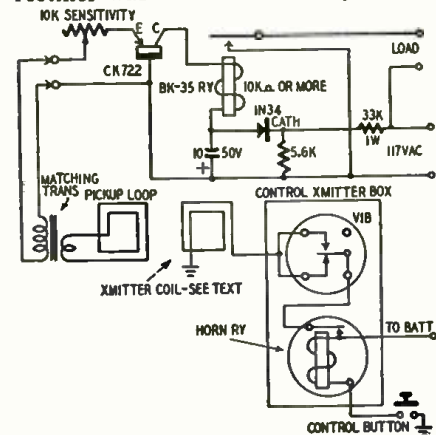 10K SENSITIVITY
E C
CK722
BK-35 RY
10KΩ OR MORE
LOAD
IN34
CATH
33K
1W
10
50V
+
5.6K
117VAC
MATCHING
TRANS
PICKUP LOOP
CONTROL XMITTER BOX
VIB
XMITTER COIL-SEE TEXT
HORN RY
TO BATT
CONTROL BUTTON